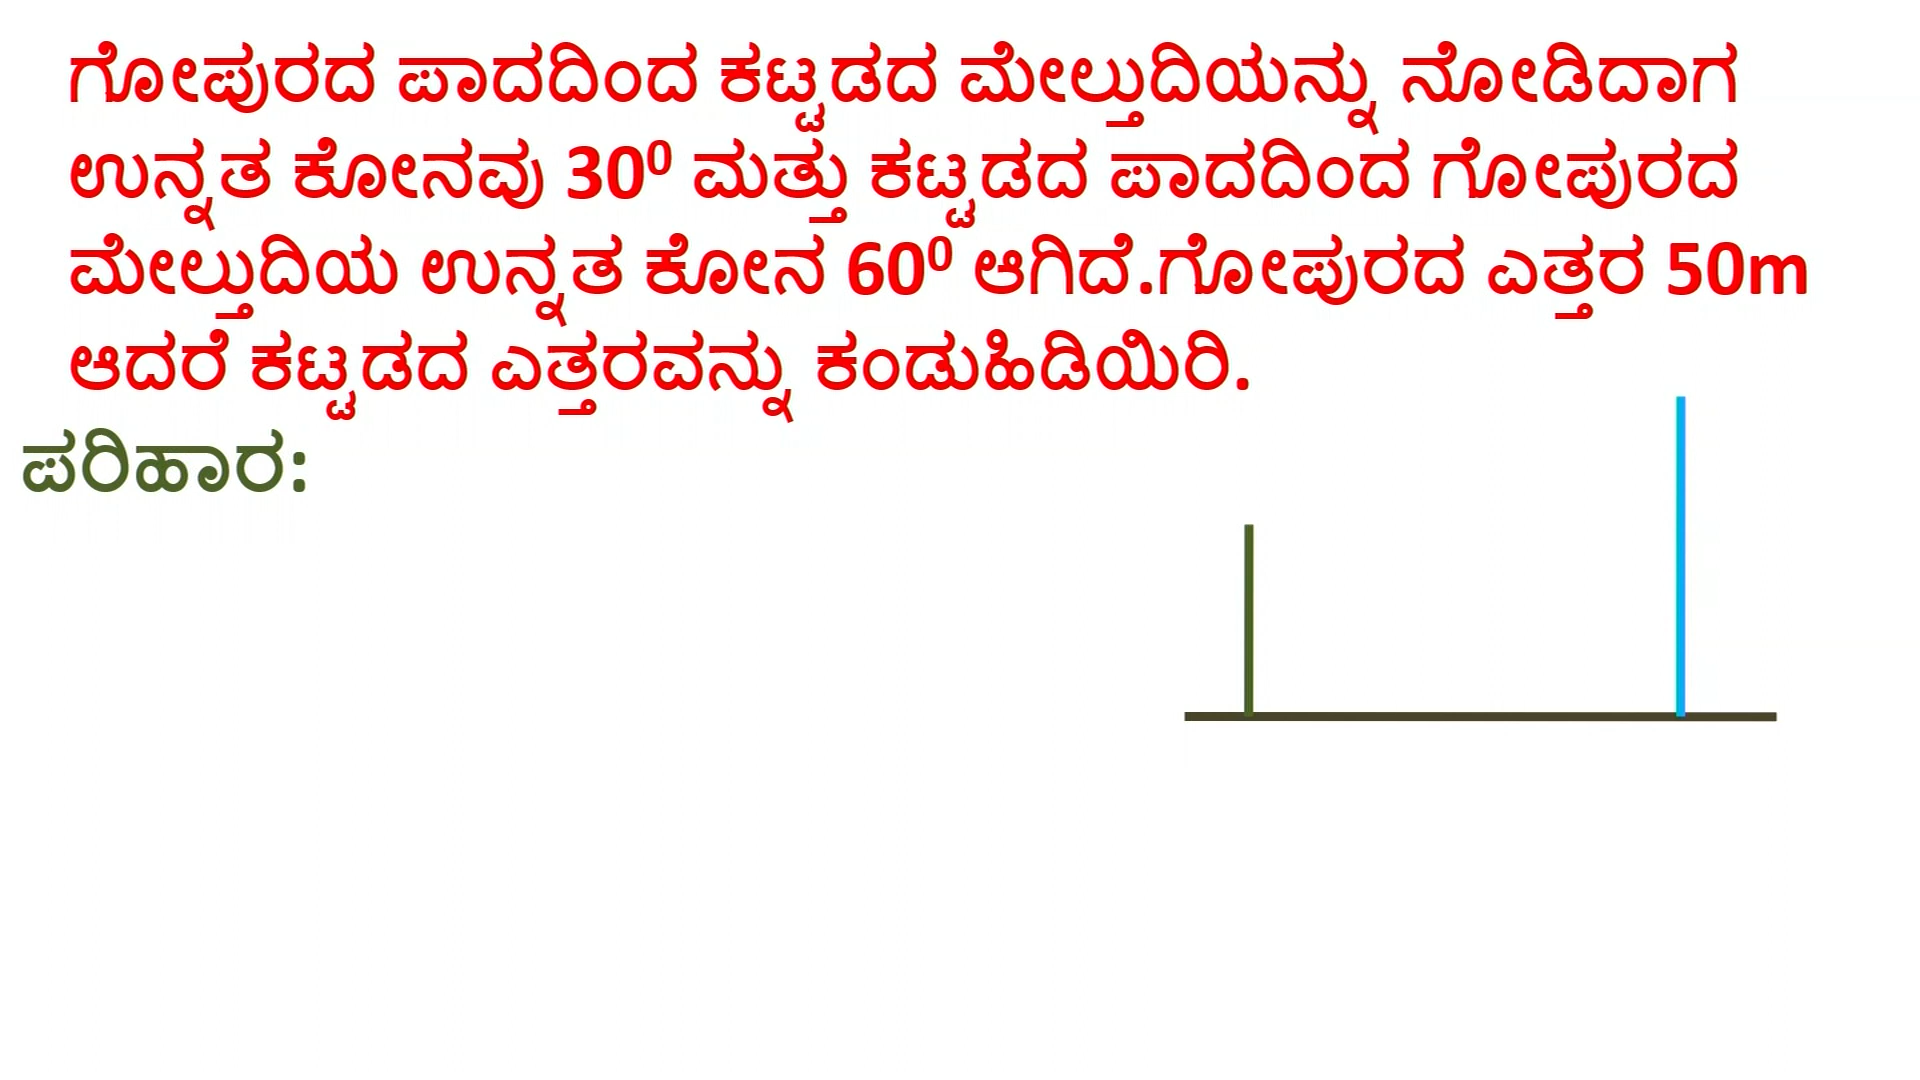 ಗೋಪುರದ ಪಾದದಿಂದ ಕಟ್ಟಡದ ಮೇಲ್ತುದಿಯನ್ನು ನೋಡಿದಾಗ
ಉನ್ನತ ಕೋನವು 30⁰ ಮತ್ತು ಕಟ್ಟಡದ ಪಾದದಿಂದ ಗೋಪುರದ
ಮೇಲ್ತುದಿಯ ಉನ್ನತ ಕೋನ 60⁰ ಆಗಿದೆ.ಗೋಪುರದ ಎತ್ತರ 50m
ಆದರೆ ಕಟ್ಟಡದ ಎತ್ತರವನ್ನು ಕಂಡುಹಿಡಿಯಿರಿ.
ಪರಿಹಾರ: